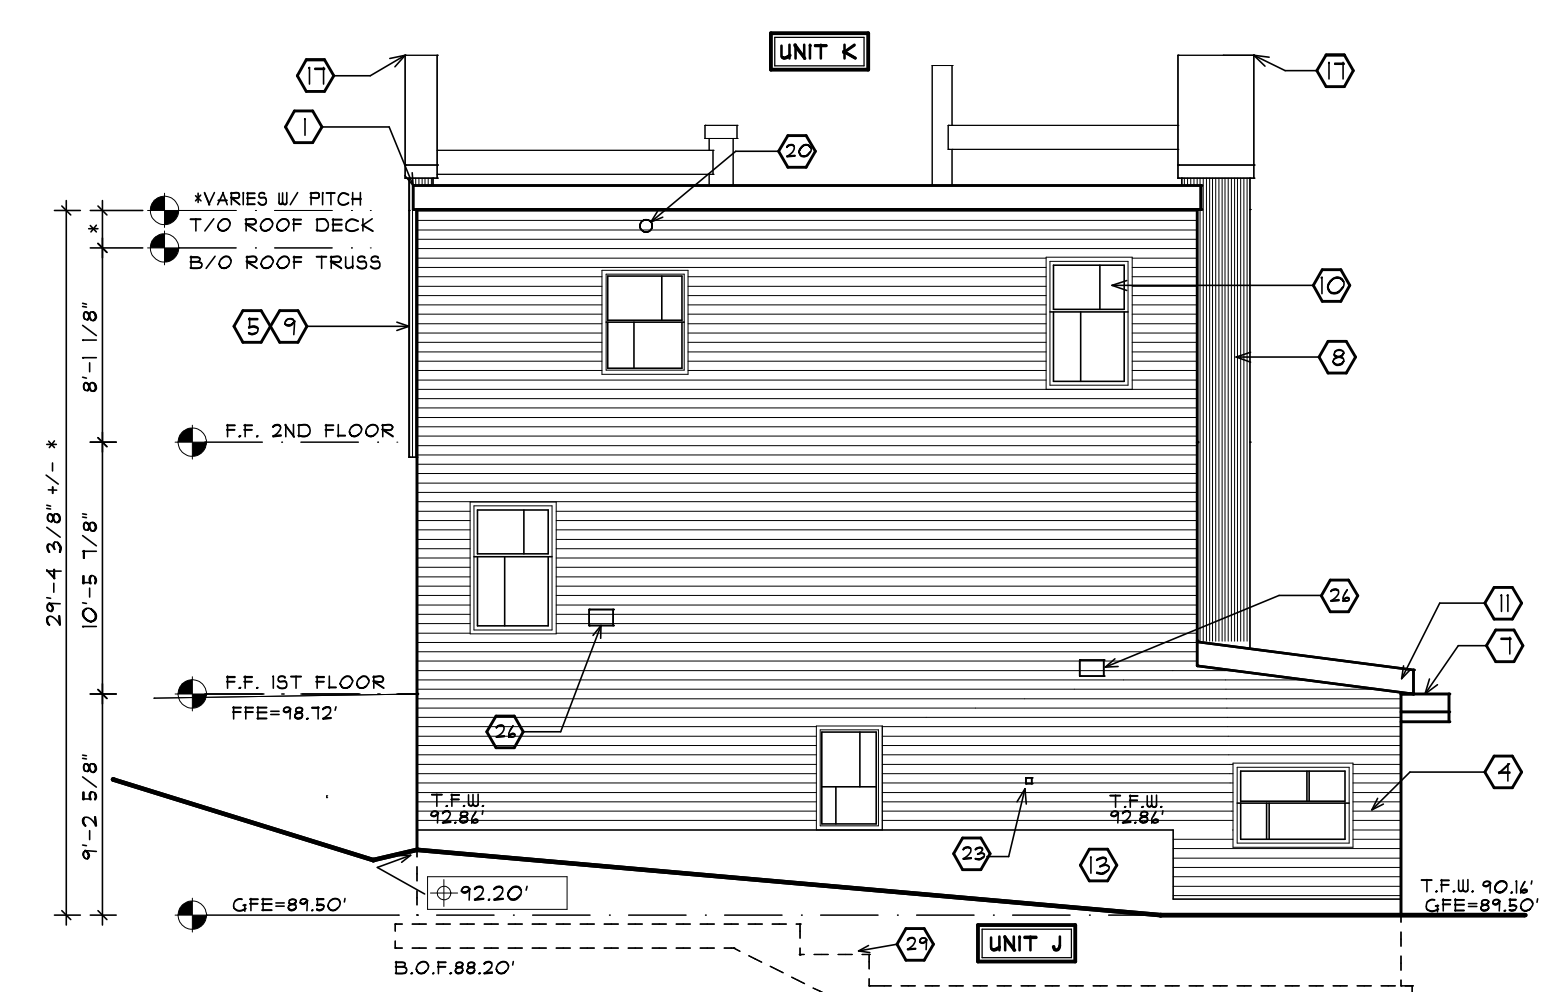 UNIT K
17
17
1
20
*VARIES W/ PITCH
T/O ROOF DECK
*
B/O ROOF TRUSS
10
5 9
8'-1 1/8"
8
F.F. 2ND FLOOR
29'-4 3/8" +/- *
10'-5 7/8"
26
11
7
F.F. 1ST FLOOR
FFE=98.72'
26
4
9'-2 5/8"
T.F.W.
92.86'
T.F.W.
92.86'
23
13
92.20'
GFE=89.50'
T.F.W. 90.16'
GFE=89.50'
29
UNIT J
B.O.F.88.20'